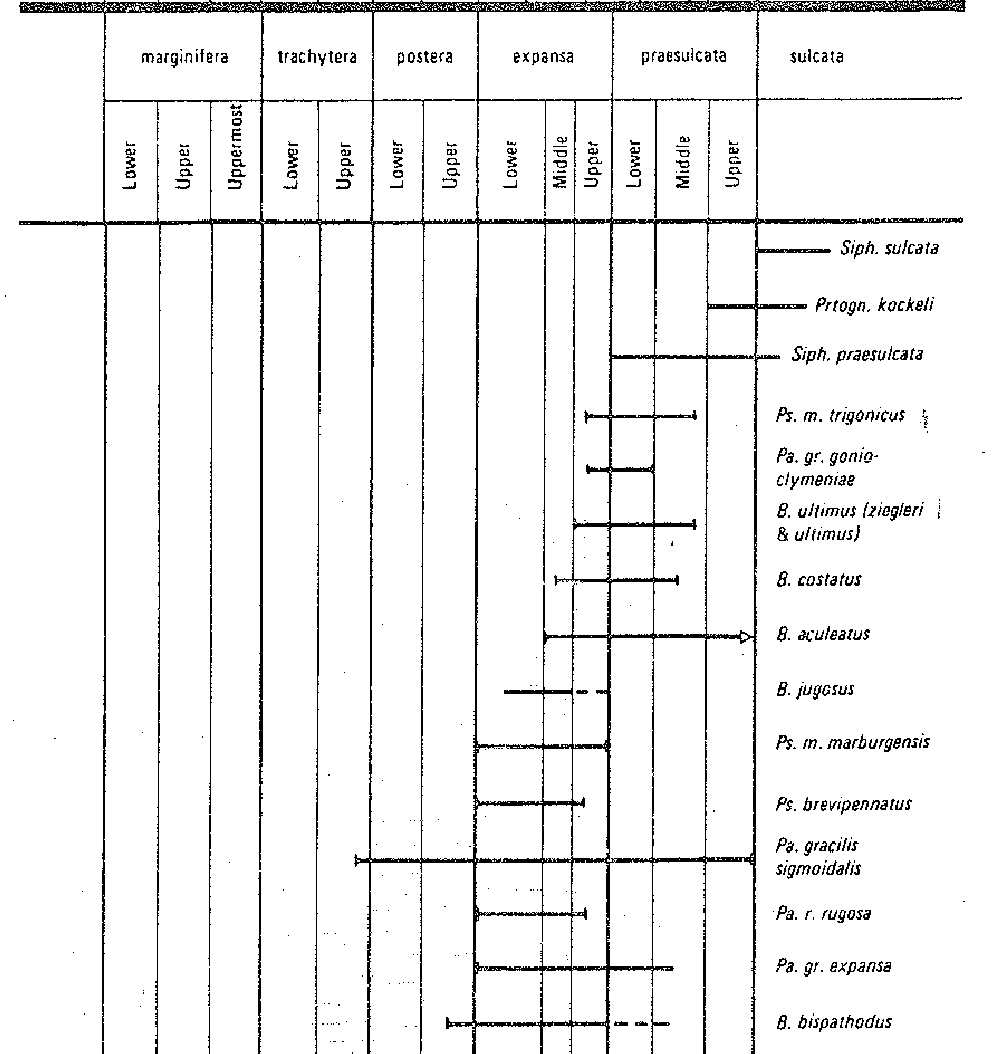 marginifera trachytera postera expansa praesulcata sulcata
Lower Upper Uppermost Lower Upper Lower Upper Lower Middle Upper Lower Middle Upper
Siph. sulcata
Prtogn. kockeli
Siph. praesulcata
Ps. m. trigonicus
Pa. gr. gonio-
clymeniae
B. ultimus (ziegleri
& ultimus)
B. costatus
B. aculeatus
B. jugosus
Ps. m. marburgensis
Ps. brevipennatus
Pa. gracilis
sigmoidalis
Pa. r. rugosa
Pa. gr. expansa
B. bispathodus